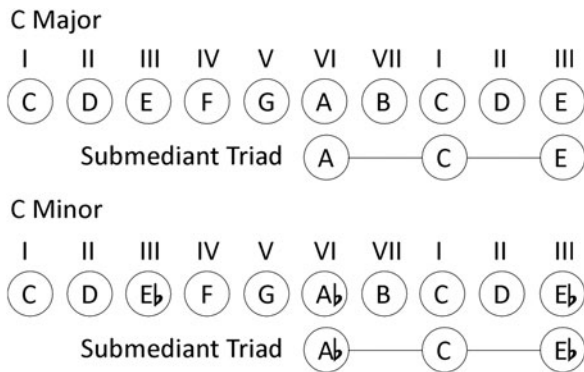 C Major
I II III IV V VI VII I II III
C D E F G A B C D E
Submediant Triad A C E
C Minor
I II III IV V VI VII I II III
C D E♭ F G A♭ B C D E♭
Submediant Triad A♭ C E♭